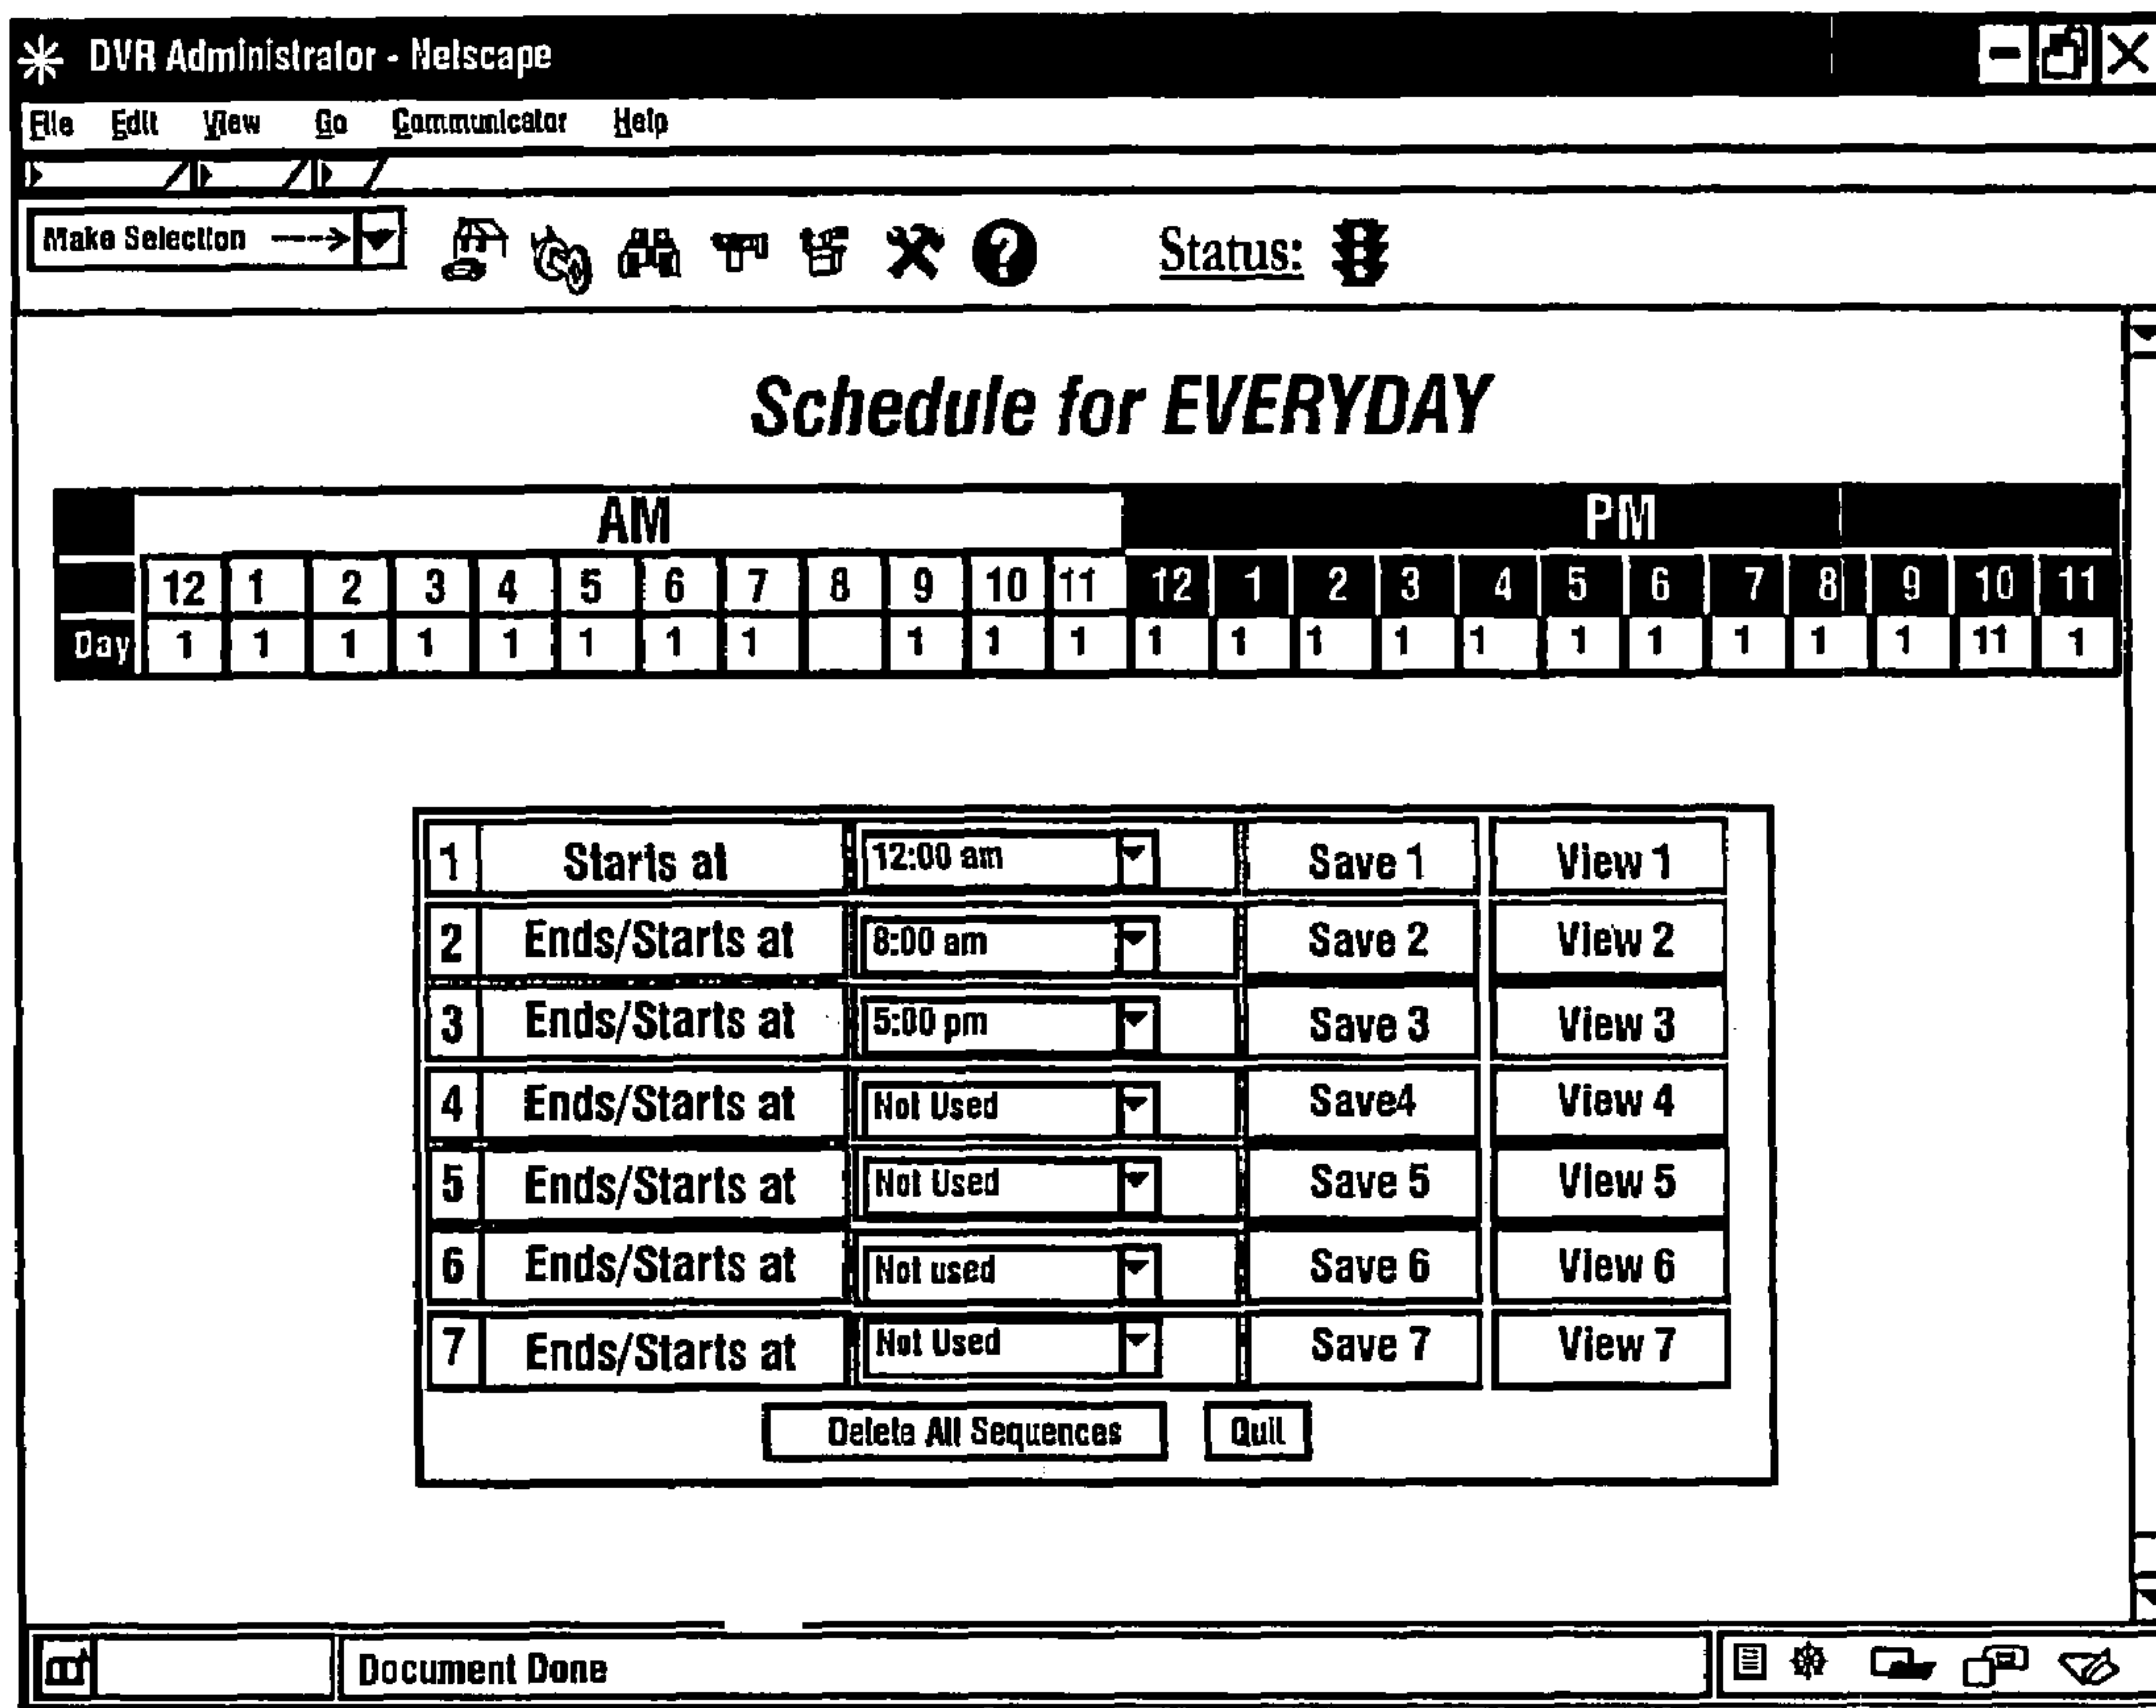 DVR Administrator - Netscape
File Edit View Go Communicator Help
Make Selection ---->
? Status:
Schedule for EVERYDAY
AM PM
12 1 2 3 4 5 6 7 8 9 10 11 12 1 2 3 4 5 6 7 8 9 10 11
Day 1 1 1 1 1 1 1 1 1 1 1 1 1 1 1 1 1 1 1 1 1 11 1
1 Starts at 12:00 am Save 1 View 1
2 Ends/Starts at 8:00 am Save 2 View 2
3 Ends/Starts at 5:00 pm Save 3 View 3
4 Ends/Starts at Not Used Save4 View 4
5 Ends/Starts at Not Used Save 5 View 5
6 Ends/Starts at Not used Save 6 View 6
7 Ends/Starts at Not Used Save 7 View 7
Delete All Sequences Quit
Document Done